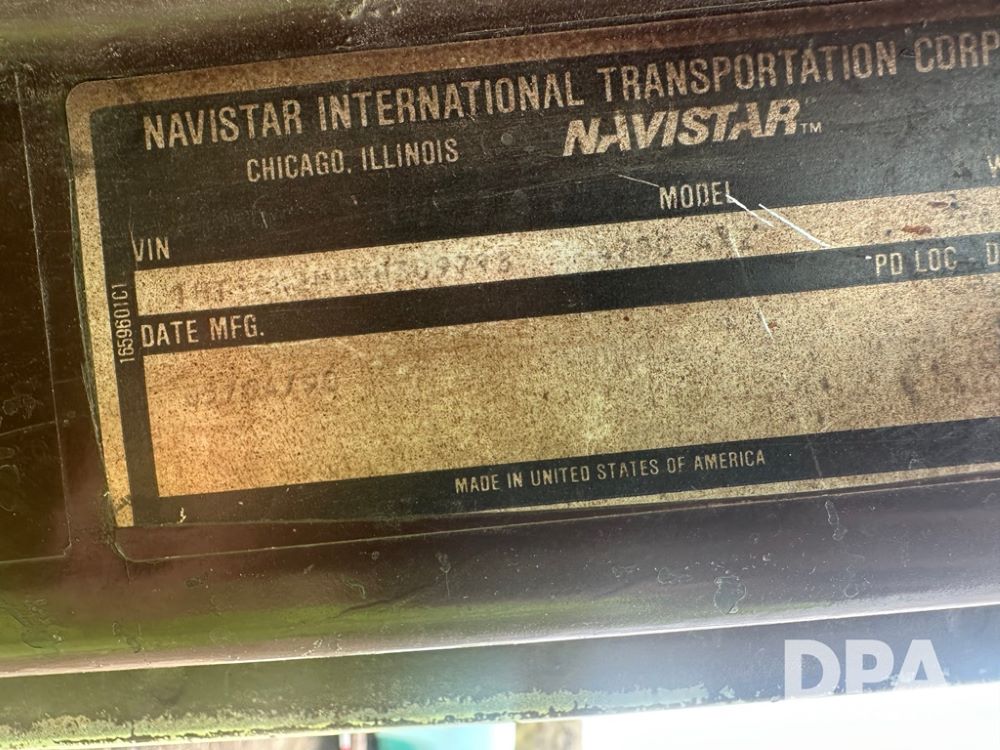 NAVISTAR INTERNATIONAL TRANSPORTATION CORP
CHICAGO, ILLINOIS
NAVISTAR™
MODEL
VIN
PD LOC
DATE MFG.
1659601C1
MADE IN UNITED STATES OF AMERICA
DPA